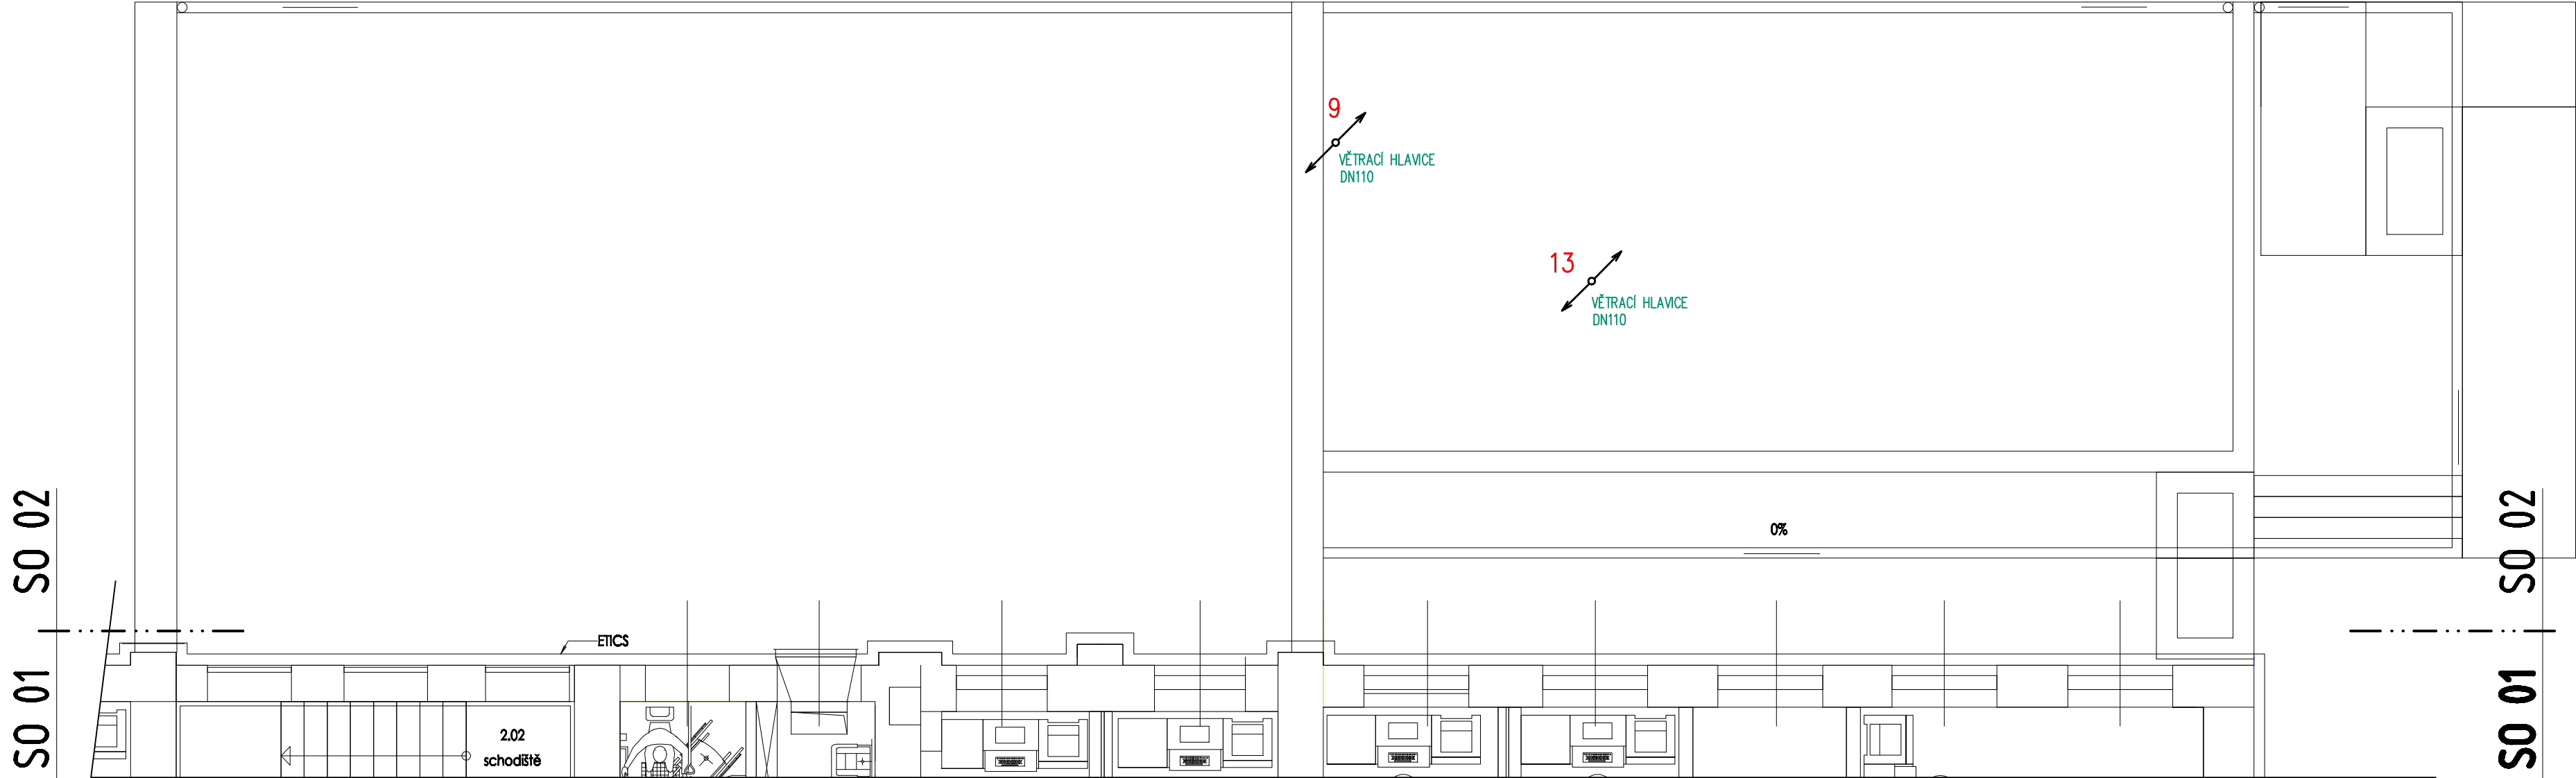 9
VĚTRACÍ HLAVICE
DN110
13
VĚTRACÍ HLAVICE
DN110
SO 02
SO 02
0%
ETICS
SO 01
SO 01
2.02
schodiště